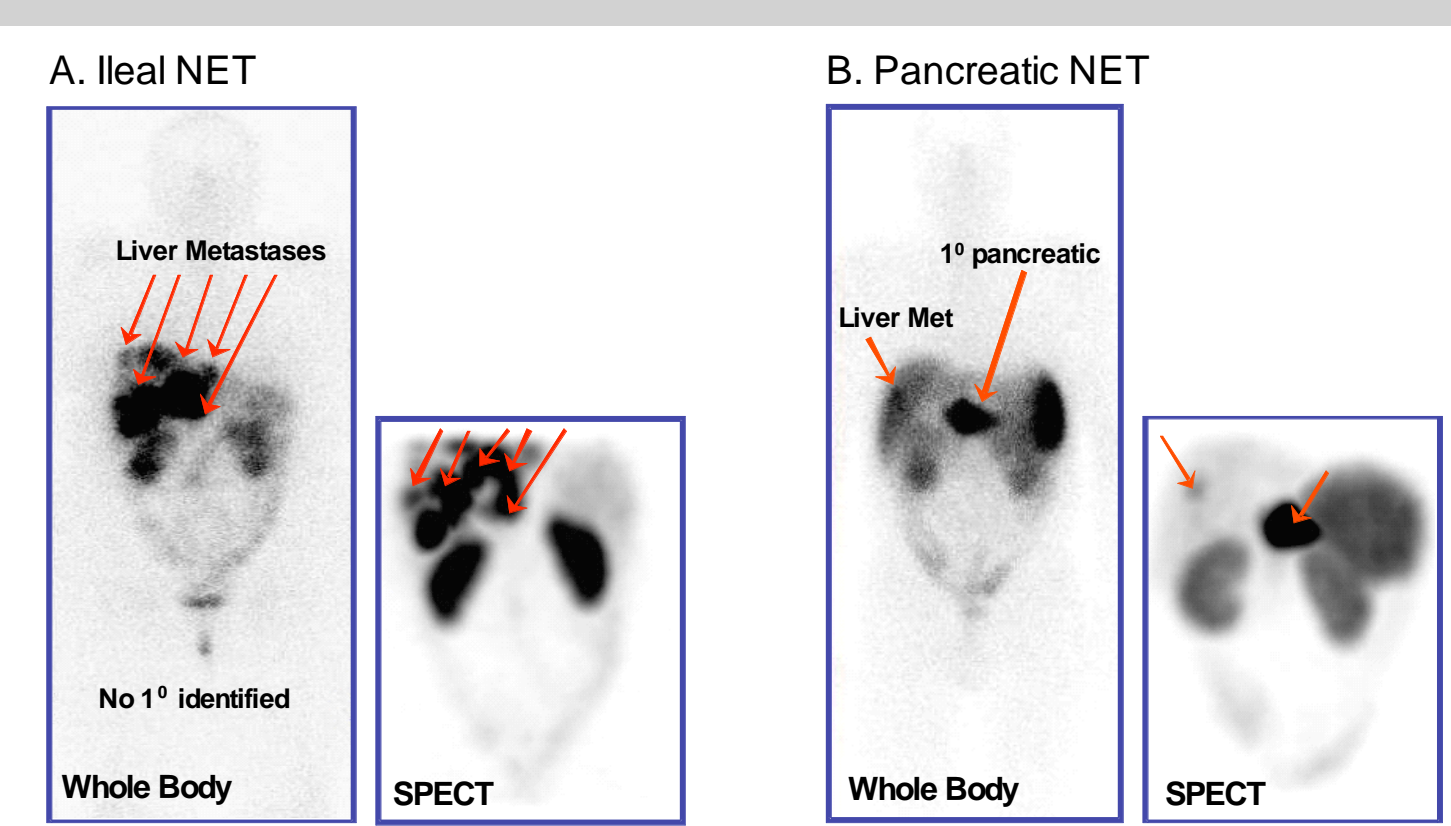 A. Ileal NET
Liver Metastases
No 1⁰ identified
Whole Body
SPECT
B. Pancreatic NET
1⁰ pancreatic
Liver Met
Whole Body
SPECT